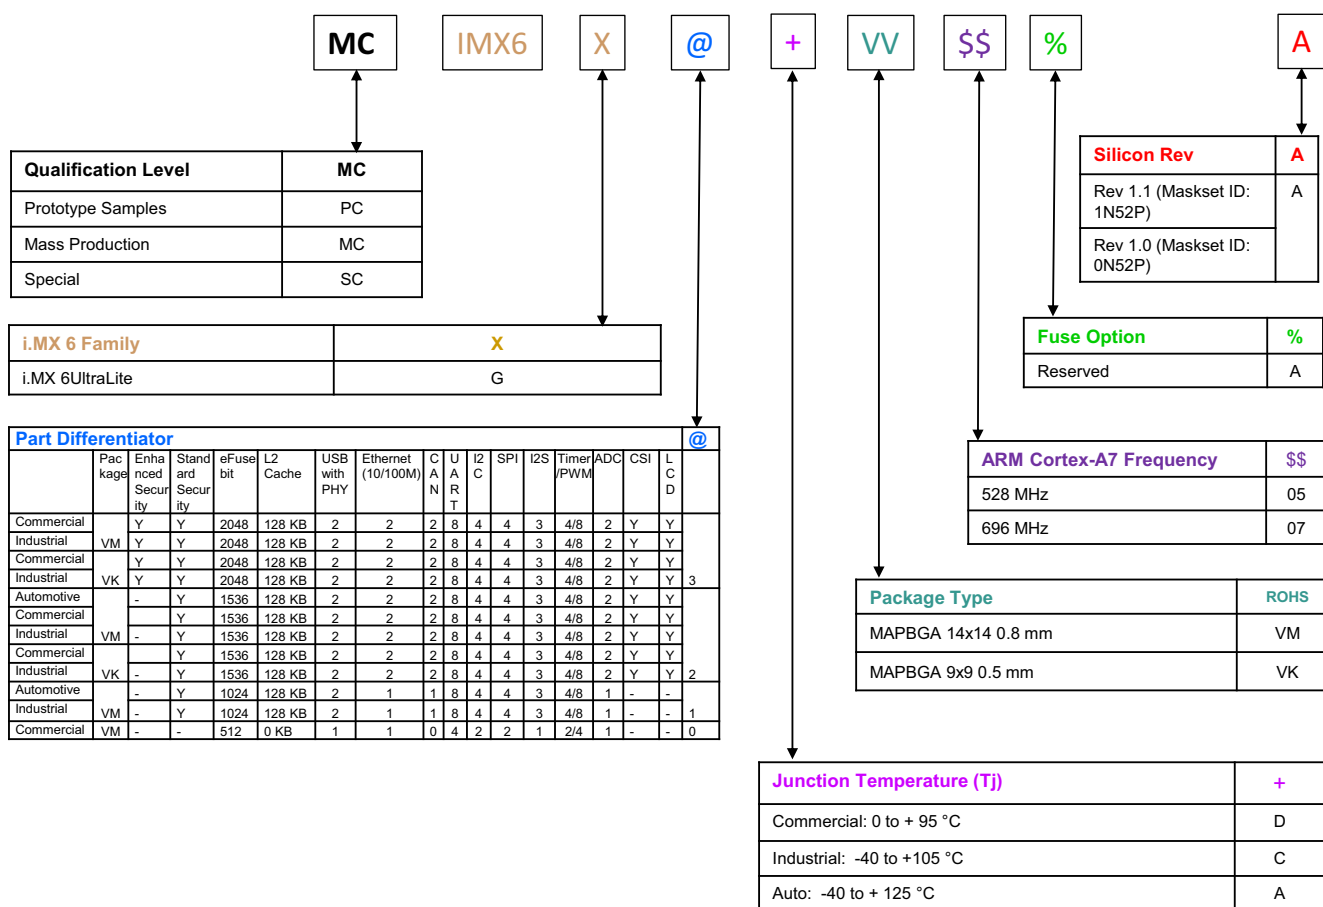 MC IMX6 X @ + VV $$ % A
Qualification Level MC
Prototype Samples PC
Mass Production MC
Special SC
Silicon Rev A
Rev 1.1 (Maskset ID: A
1N52P)
Rev 1.0 (Maskset ID:
0N52P)
i.MX 6 Family X
i.MX 6UltraLite G
Fuse Option %
Reserved A
Part Differentiator @
Pac Enha Stand eFuse L2 USB Ethernet C U I2 SPI I2S Timer ADC CSI L
kage nced ard bit Cache with (10/100M) A A C /PWM C
Secur Secur PHY N R D
ity ity T
Commercial Y Y 2048 128 KB 2 2 2 8 4 4 3 4/8 2 Y Y
Industrial VM Y Y 2048 128 KB 2 2 2 8 4 4 3 4/8 2 Y Y
Commercial Y Y 2048 128 KB 2 2 2 8 4 4 3 4/8 2 Y Y
Industrial VK Y Y 2048 128 KB 2 2 2 8 4 4 3 4/8 2 Y Y 3
Automotive - Y 1536 128 KB 2 2 2 8 4 4 3 4/8 2 Y Y
Commercial Y 1536 128 KB 2 2 2 8 4 4 3 4/8 2 Y Y
Industrial VM - Y 1536 128 KB 2 2 2 8 4 4 3 4/8 2 Y Y
Commercial Y 1536 128 KB 2 2 2 8 4 4 3 4/8 2 Y Y
Industrial VK - Y 1536 128 KB 2 2 2 8 4 4 3 4/8 2 Y Y 2
Automotive - Y 1024 128 KB 2 1 1 8 4 4 3 4/8 1 - -
Industrial VM - Y 1024 128 KB 2 1 1 8 4 4 3 4/8 1 - - 1
Commercial VM - - 512 0 KB 1 1 0 4 2 2 1 2/4 1 - - 0
ARM Cortex-A7 Frequency $$
528 MHz 05
696 MHz 07
Package Type ROHS
MAPBGA 14x14 0.8 mm VM
MAPBGA 9x9 0.5 mm VK
Junction Temperature (Tj) +
Commercial: 0 to + 95 °C D
Industrial: -40 to +105 °C C
Auto: -40 to + 125 °C A